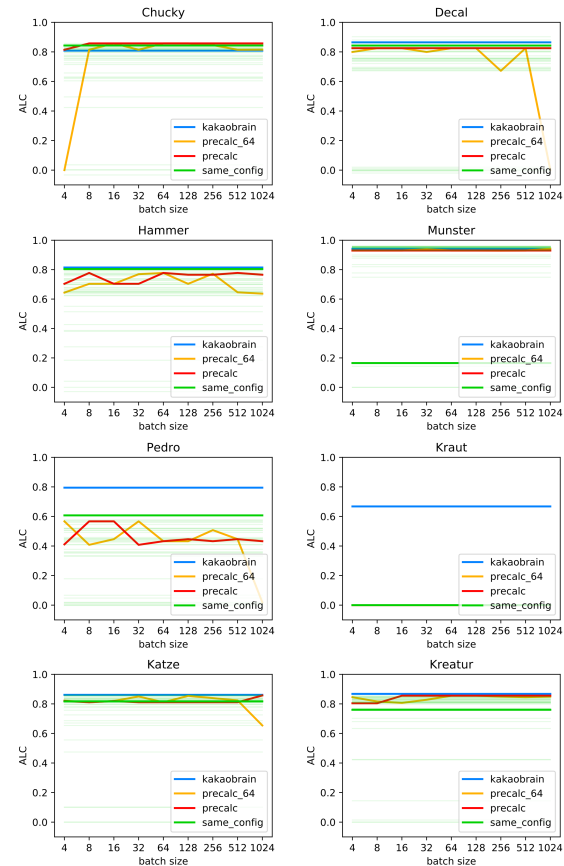 Chucky
1.0
0.8
0.6
0.4
0.2
0.0
ALC
kakaobrain
precalc_64
precalc
same_config
4 8 16 32 64 128 256 512 1024
batch size
Decal
1.0
0.8
0.6
0.4
0.2
0.0
ALC
kakaobrain
precalc_64
precalc
same_config
4 8 16 32 64 128 256 512 1024
batch size
Hammer
1.0
0.8
0.6
0.4
0.2
0.0
ALC
kakaobrain
precalc_64
precalc
same_config
4 8 16 32 64 128 256 512 1024
batch size
Munster
1.0
0.8
0.6
0.4
0.2
0.0
ALC
kakaobrain
precalc_64
precalc
same_config
4 8 16 32 64 128 256 512 1024
batch size
Pedro
1.0
0.8
0.6
0.4
0.2
0.0
ALC
kakaobrain
precalc_64
precalc
same_config
4 8 16 32 64 128 256 512 1024
batch size
Kraut
1.0
0.8
0.6
0.4
0.2
0.0
ALC
kakaobrain
precalc_64
precalc
same_config
4 8 16 32 64 128 256 512 1024
batch size
Katze
1.0
0.8
0.6
0.4
0.2
0.0
ALC
kakaobrain
precalc_64
precalc
same_config
4 8 16 32 64 128 256 512 1024
batch size
Kreatur
1.0
0.8
0.6
0.4
0.2
0.0
ALC
kakaobrain
precalc_64
precalc
same_config
4 8 16 32 64 128 256 512 1024
batch size